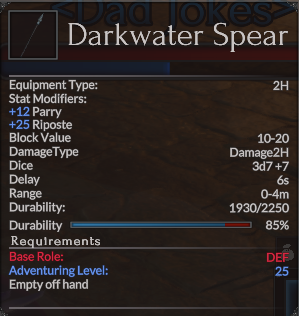 <Dad Jokes>
Darkwater Spear
Equipment Type: 2H
Stat Modifiers:
+12 Parry
+25 Riposte
Block Value 10-20
DamageType Damage2H
Dice 3d7 +7
Delay 6s
Range 0-4m
Durability: 1930/2250
Durability 85%
Requirements
Base Role: DEF
Adventuring Level: 25
Empty off hand